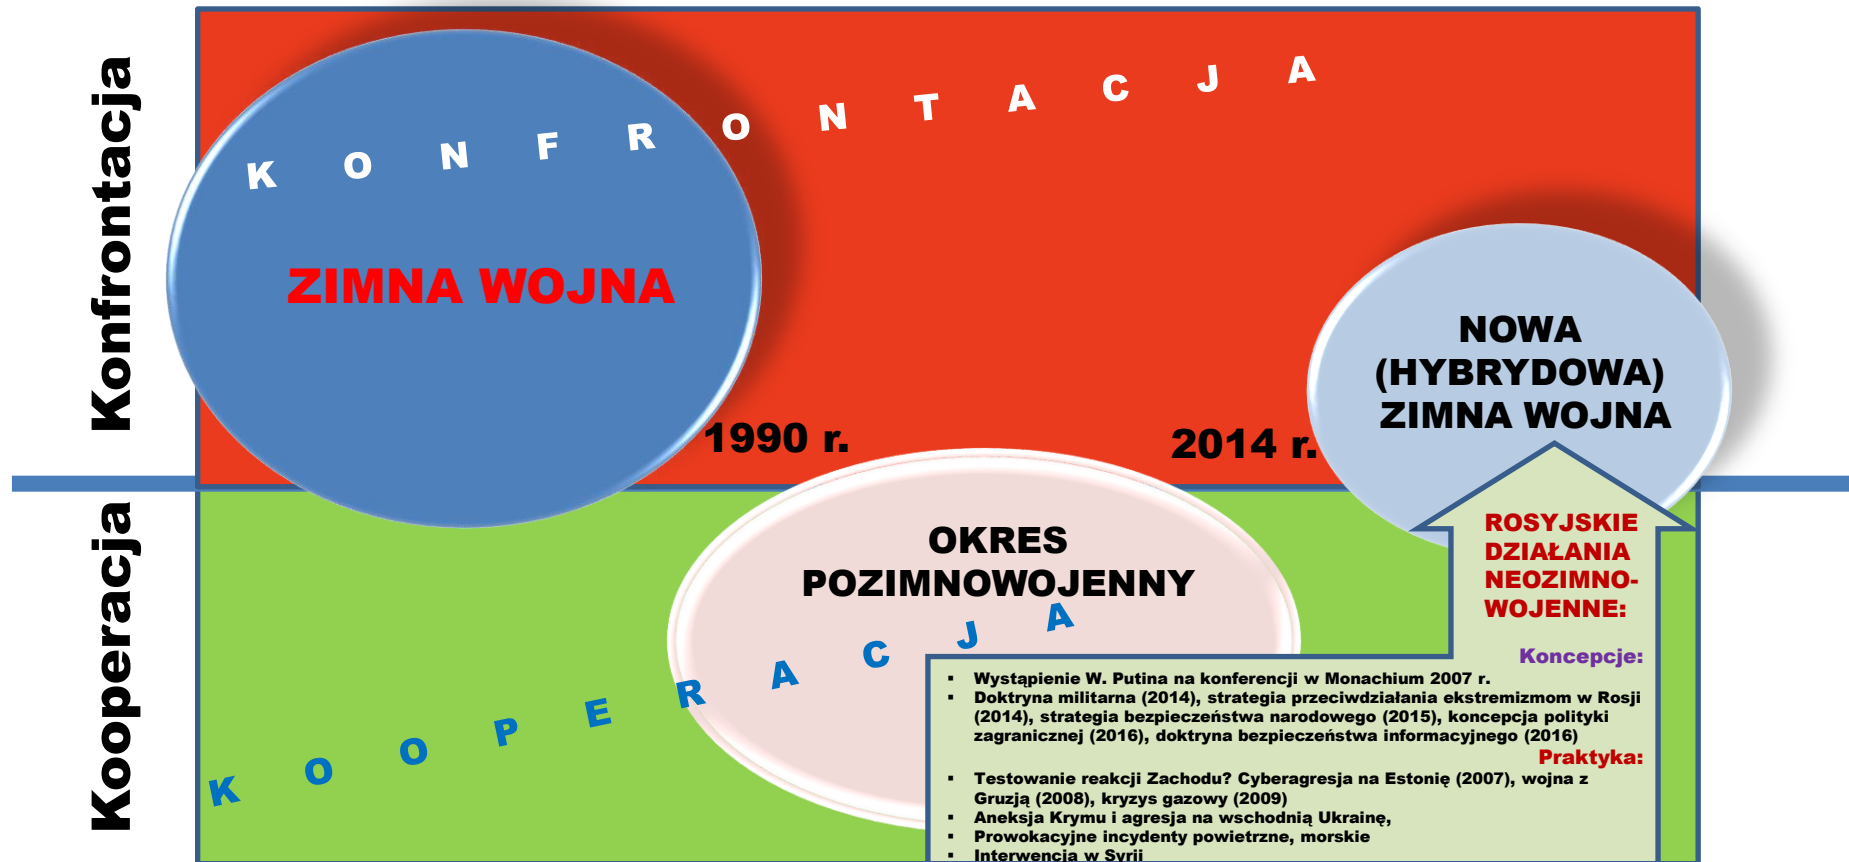 Konfrontacja
KONFRONTACJA
ZIMNA WOJNA
NOWA
(HYBRYDOWA)
ZIMNA WOJNA
1990 r.
2014 r.
Kooperacja
OKRES
POZIMNOWOJENNY
KOOPERACJA
ROSYJSKIE
DZIAŁANIA
NEOZIMNO-
WOJENNE:
Koncepcje:
▪ Wystąpienie W. Putina na konferencji w Monachium 2007 r.
▪ Doktryna militarna (2014), strategia przeciwdziałania ekstremizmom w Rosji
(2014), strategia bezpieczeństwa narodowego (2015), koncepcja polityki
zagranicznej (2016), doktryna bezpieczeństwa informacyjnego (2016)
Praktyka:
▪ Testowanie reakcji Zachodu? Cyberagresja na Estonię (2007), wojna z
Gruzją (2008), kryzys gazowy (2009)
▪ Aneksja Krymu i agresja na wschodnią Ukrainę,
▪ Prowokacyjne incydenty powietrzne, morskie
▪ Interwencja w Syrii